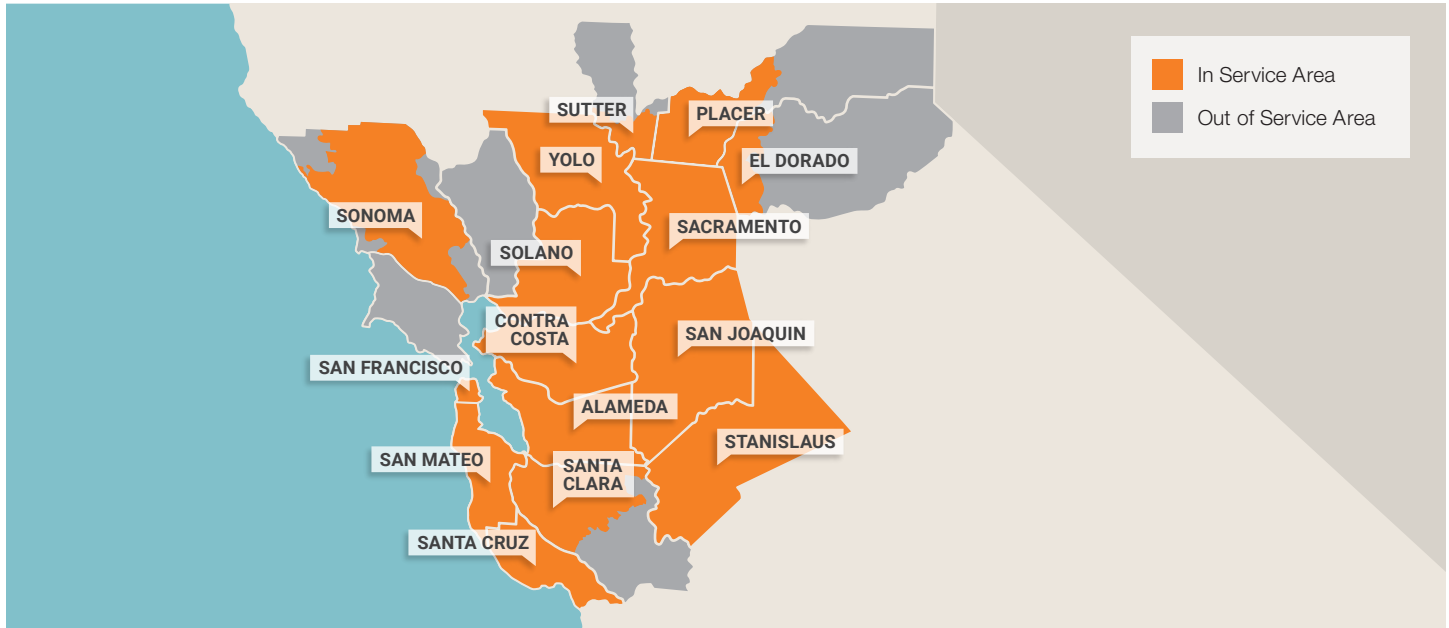 In Service Area
Out of Service Area
SUTTER
PLACER
YOLO
EL DORADO
SONOMA
SACRAMENTO
SOLANO
CONTRA
COSTA
SAN JOAQUIN
SAN FRANCISCO
ALAMEDA
STANISLAUS
SAN MATEO
SANTA
CLARA
SANTA CRUZ